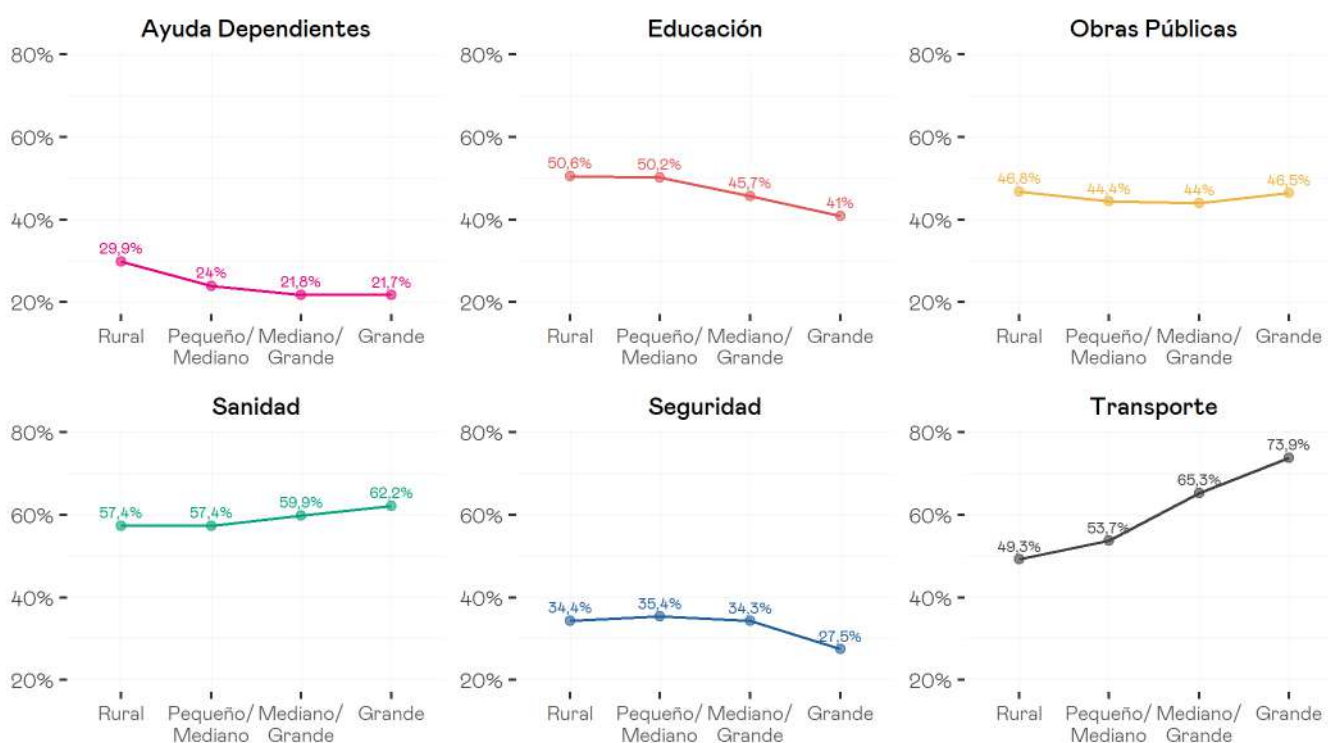 Ayuda Dependientes
80%
60%
40%
20%
29,9%
24%
21,8%
21,7%
Rural
Pequeño/
Mediano
Mediano/
Grande
Grande
Educación
80%
60%
40%
20%
50,6%
50,2%
45,7%
41%
Rural
Pequeño/
Mediano
Mediano/
Grande
Grande
Obras Públicas
80%
60%
40%
20%
46,8%
44,4%
44%
46,5%
Rural
Pequeño/
Mediano
Mediano/
Grande
Grande
Sanidad
80%
60%
40%
20%
57,4%
57,4%
59,9%
62,2%
Rural
Pequeño/
Mediano
Mediano/
Grande
Grande
Seguridad
80%
60%
40%
20%
34,4%
35,4%
34,3%
27,5%
Rural
Pequeño/
Mediano
Mediano/
Grande
Grande
Transporte
80%
60%
40%
20%
49,3%
53,7%
65,3%
73,9%
Rural
Pequeño/
Mediano
Mediano/
Grande
Grande